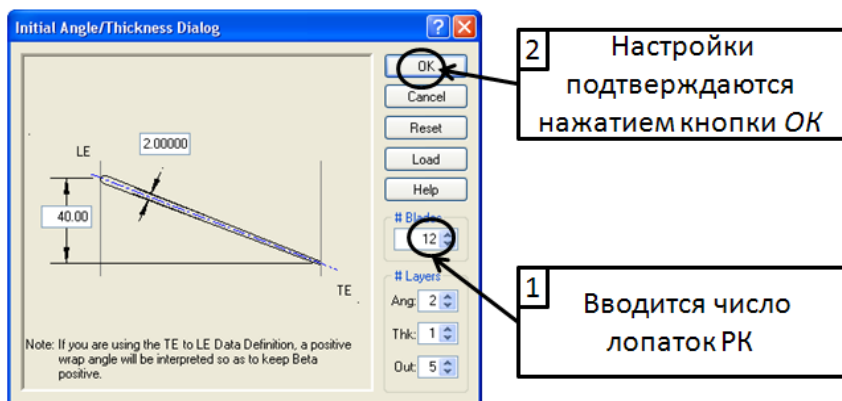 Initial Angle/Thickness Dialog
OK
Cancel
Reset
Load
Help
# Blades
12
# Layers
Ang: 2
Thk: 1
Out: 5
LE
2.00000
40.00
TE
Note: If you are using the TE to LE Data Definition, a positive
wrap angle will be interpreted so as to keep Beta
positive.
2
Настройки
подтверждаются
нажатием кнопки ОК
1
Вводится число
лопаток РК